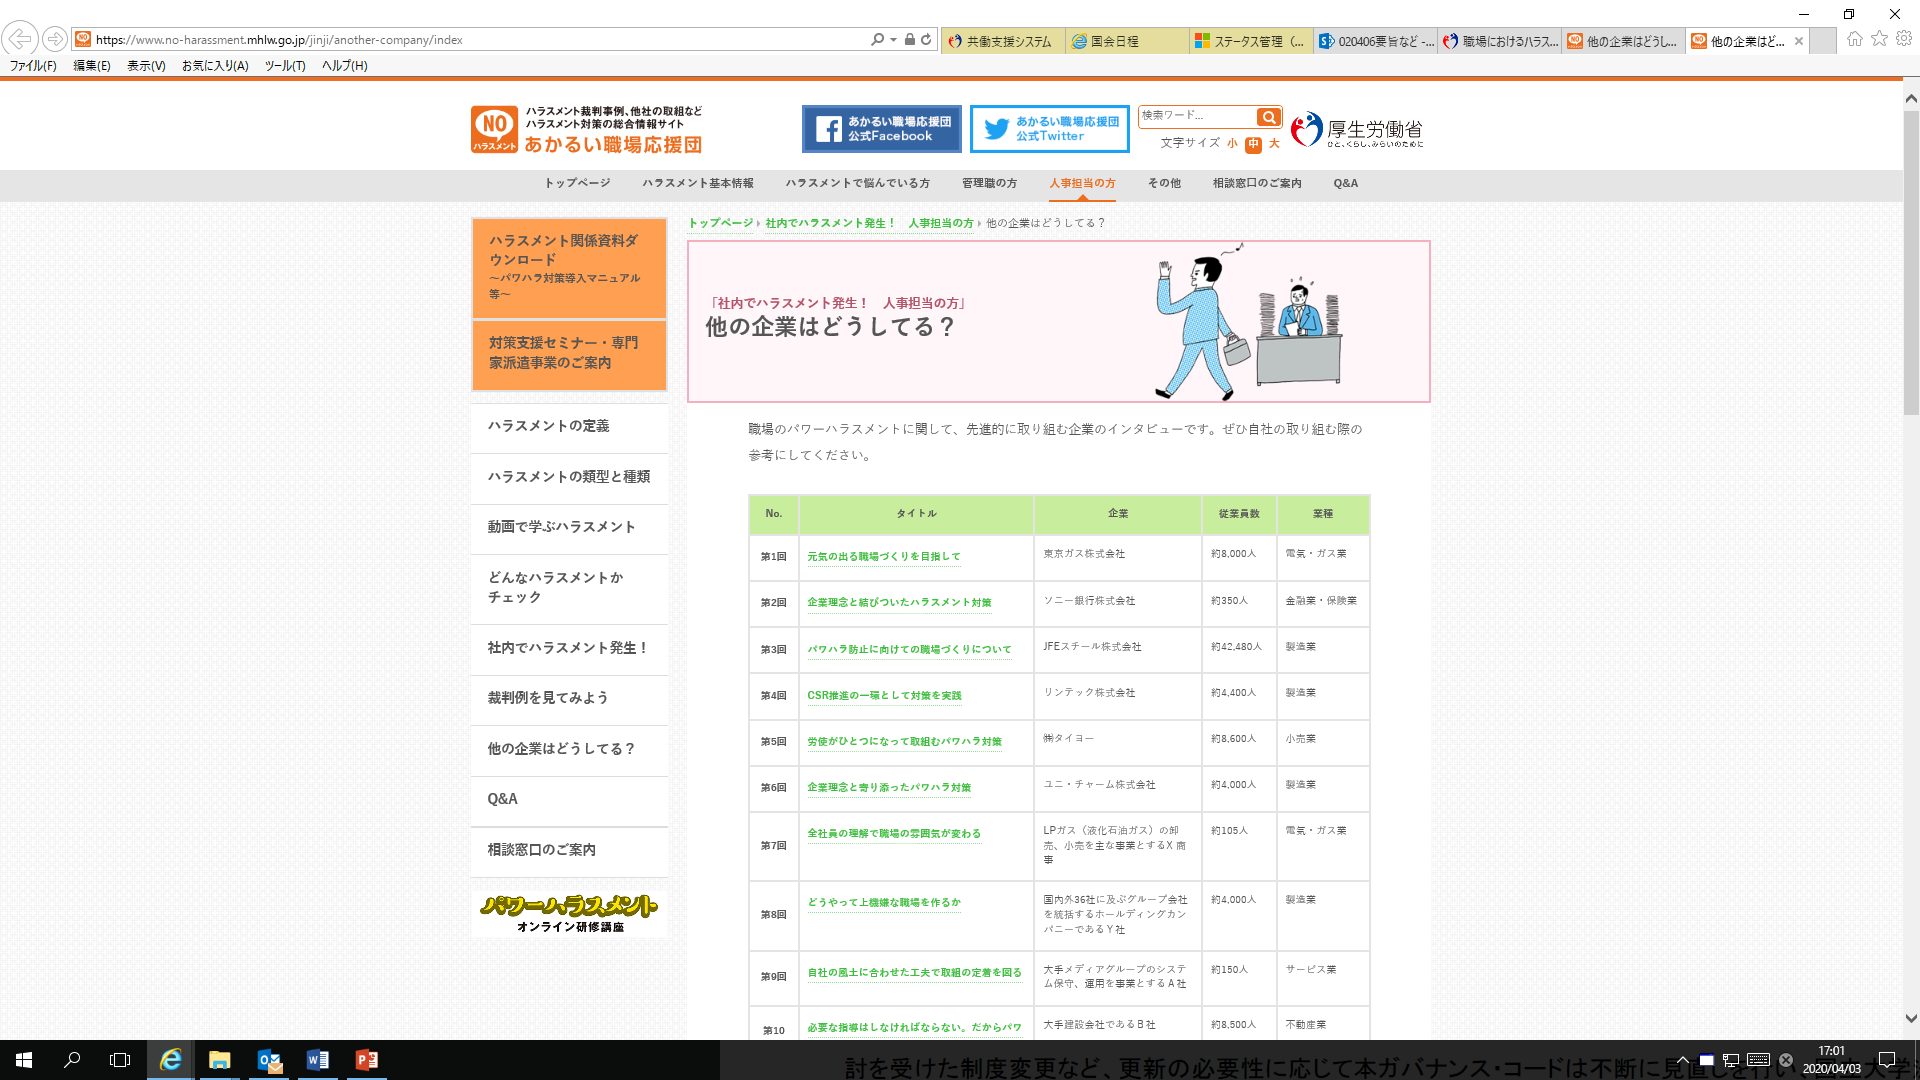 https://www.no-harassment.mhlw.go.jp/jinji/another-company/index
共働支援システム
国会日程
ステータス管理（...
020406要旨など -...
職場におけるハラス...
他の企業はどうし...
他の企業はど...
ファイル(F) 編集(E) 表示(V) お気に入り(A) ツール(T) ヘルプ(H)
NO
ハラスメント
ハラスメント裁判事例、他社の取組など
ハラスメント対策の総合情報サイト
あかるい職場応援団
あかるい職場応援団
公式Facebook
あかるい職場応援団
公式Twitter
検索ワード...
文字サイズ 小 中 大
厚生労働省
ひと、くらし、みらいのために
トップページ ハラスメント基本情報 ハラスメントで悩んでいる方 管理職の方 人事担当の方 その他 相談窓口のご案内 Q&A
ハラスメント関係資料ダ
ウンロード
～パワハラ対策導入マニュアル
等～
対策支援セミナー・専門
家派遣事業のご案内
ハラスメントの定義
ハラスメントの類型と種類
動画で学ぶハラスメント
どんなハラスメントか
チェック
社内でハラスメント発生！
裁判例を見てみよう
他の企業はどうしてる？
Q&A
相談窓口のご案内
パワーハラスメント
オンライン研修講座
トップページ 社内でハラスメント発生！　人事担当の方 他の企業はどうしてる？
「社内でハラスメント発生！　人事担当の方」
他の企業はどうしてる？
職場のパワーハラスメントに関して、先進的に取り組む企業のインタビューです。ぜひ自社の取り組む際の
参考にしてください。
No. タイトル 企業 従業員数 業種
第1回 元気の出る職場づくりを目指して 東京ガス株式会社 約8,000人 電気・ガス業
第2回 企業理念と結びついたハラスメント対策 ソニー銀行株式会社 約350人 金融業・保険業
第3回 パワハラ防止に向けての職場づくりについて JFEスチール株式会社 約42,480人 製造業
第4回 CSR推進の一環として対策を実践 リンテック株式会社 約4,400人 製造業
第5回 労使がひとつになって取組むパワハラ対策 ㈱タイヨー 約8,600人 小売業
第6回 企業理念と寄り添ったパワハラ対策 ユニ・チャーム株式会社 約4,000人 製造業
第7回 全社員の理解で職場の雰囲気が変わる LPガス（液化石油ガス）の卸
売、小売を主な事業とするX 商
事 約105人 電気・ガス業
第8回 どうやって上機嫌な職場を作るか 国内外36社に及ぶグループ会社
を統括するホールディングカン
パニーであるＹ社 約4,000人 製造業
第9回 自社の風土に合わせた工夫で取組の定着を図る 大手メディアグループのシステ
ム保守、運用を事業とするＡ社 約150人 サービス業
第10 必要な指導はしなければならない。だからパワ 大手建設会社であるＢ社 約8,500人 不動産業
討を受けた制度変更など、更新の必要性に応じて本ガバナンス・コードは不断に見直し
17:01
2020/04/03